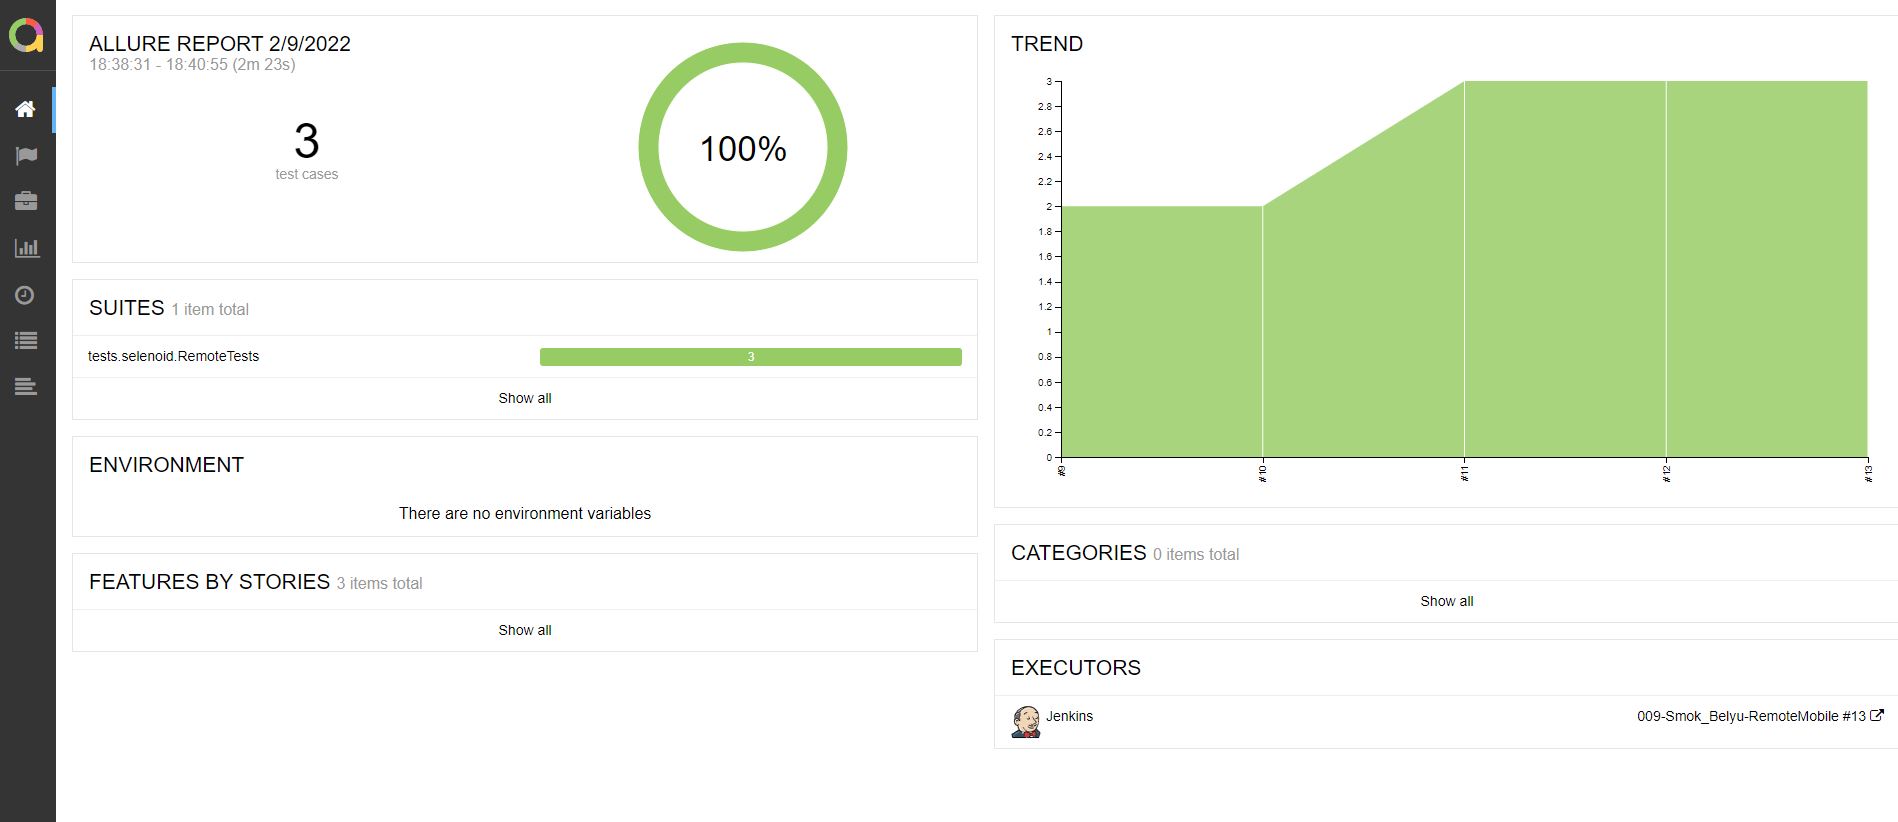 ALLURE REPORT 2/9/2022
18:38:31 - 18:40:55 (2m 23s)
3
test cases
100%
SUITES 1 item total
tests.selenoid.RemoteTests
3
Show all
ENVIRONMENT
There are no environment variables
FEATURES BY STORIES 3 items total
Show all
TREND
3
2.8
2.6
2.4
2.2
2
1.8
1.6
1.4
1.2
1
0.8
0.6
0.4
0.2
0
#9
#10
#11
#12
#13
CATEGORIES 0 items total
Show all
EXECUTORS
Jenkins
009-Smok_Belyu-RemoteMobile #13